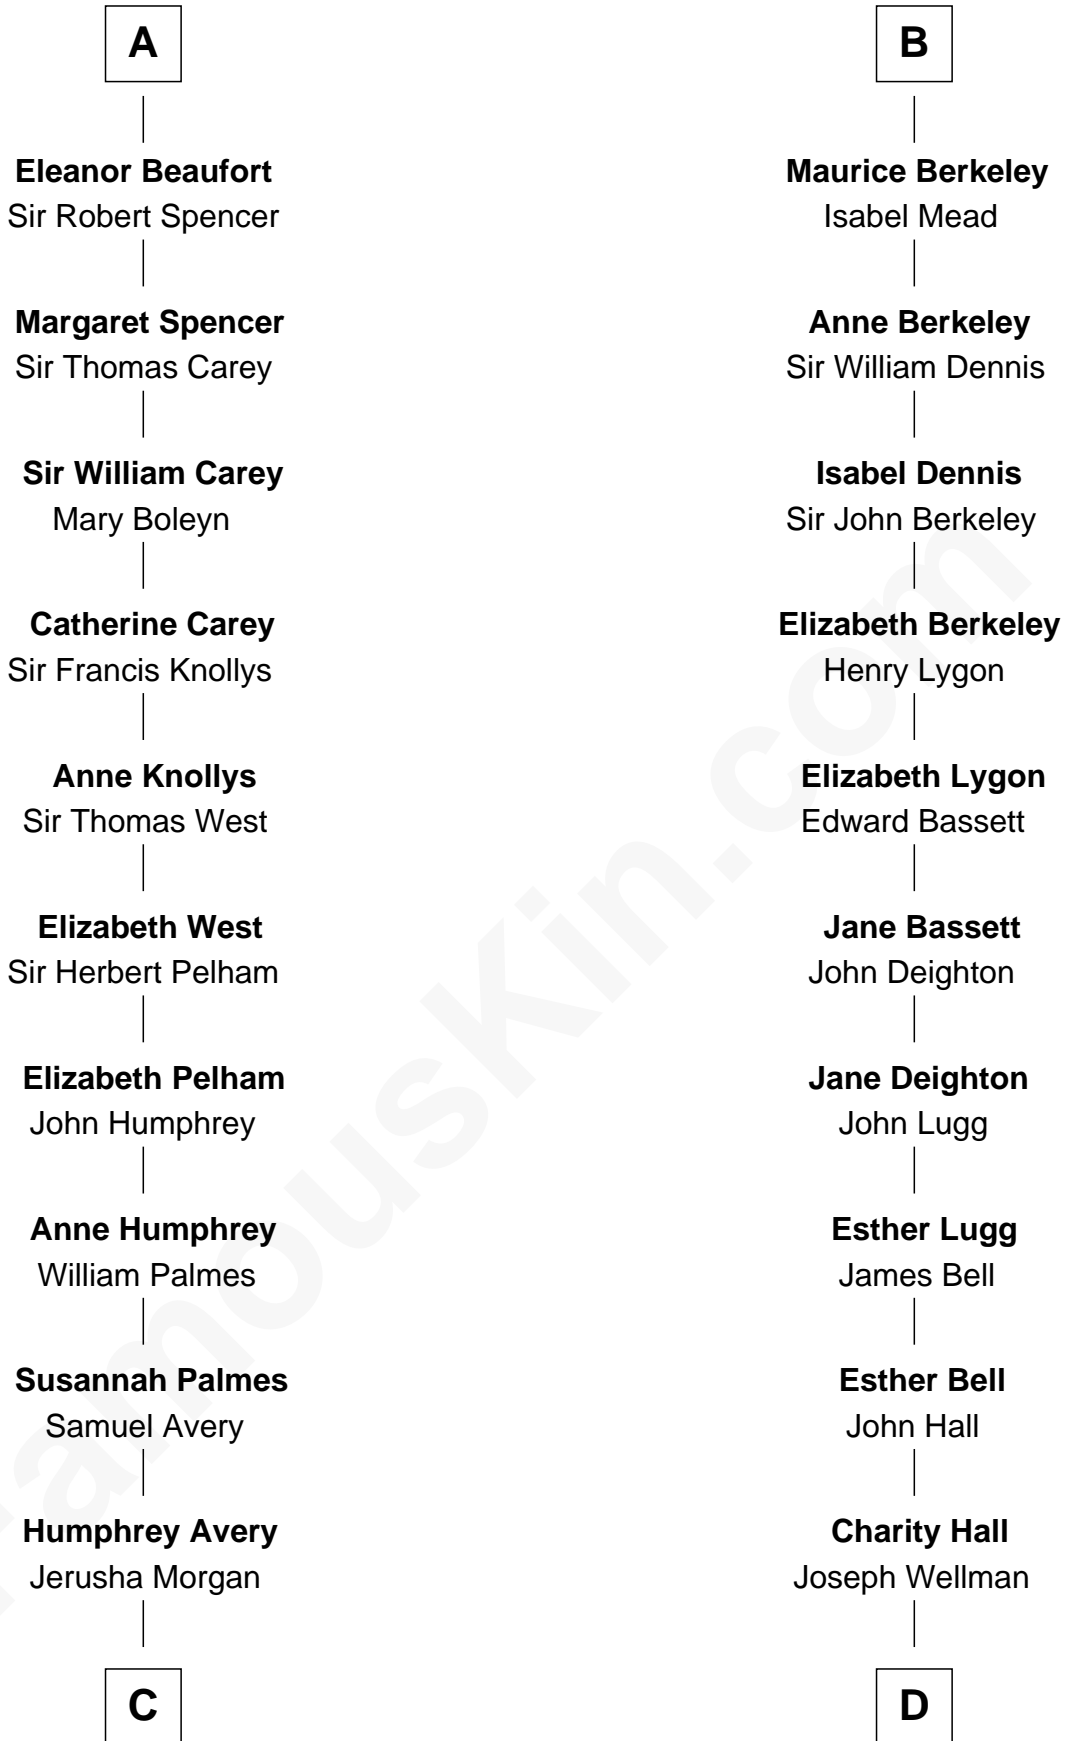 A
Eleanor Beaufort
Sir Robert Spencer
Margaret Spencer
Sir Thomas Carey
Sir William Carey
Mary Boleyn
Catherine Carey
Sir Francis Knollys
Anne Knollys
Sir Thomas West
Elizabeth West
Sir Herbert Pelham
Elizabeth Pelham
John Humphrey
Anne Humphrey
William Palmes
Susannah Palmes
Samuel Avery
Humphrey Avery
Jerusha Morgan
C
B
Maurice Berkeley
Isabel Mead
Anne Berkeley
Sir William Dennis
Isabel Dennis
Sir John Berkeley
Elizabeth Berkeley
Henry Lygon
Elizabeth Lygon
Edward Bassett
Jane Bassett
John Deighton
Jane Deighton
John Lugg
Esther Lugg
James Bell
Esther Bell
John Hall
Charity Hall
Joseph Wellman
D
FamousKin.com